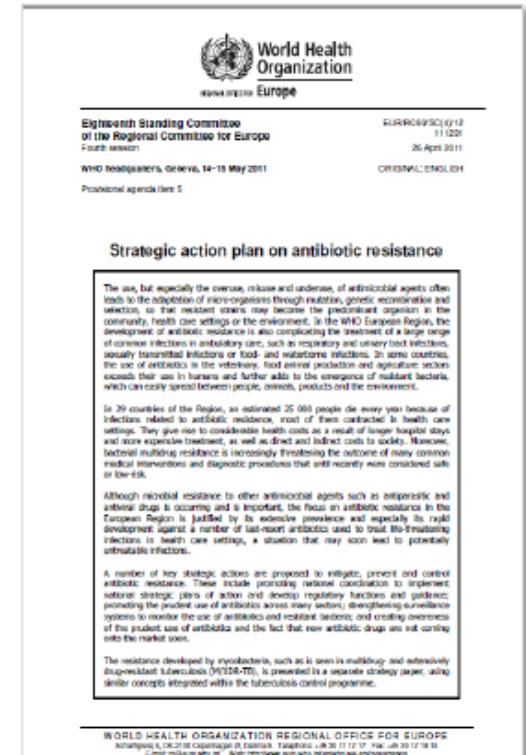 World Health
Organization
REGIONAL OFFICE FOR Europe
Eighteenth Standing Committee
of the Regional Committee for Europe
Fourth session
EUR/RC60/SC(4)/12
111201
26 April 2011
WHO headquarters, Geneva, 14–15 May 2011
ORIGINAL: ENGLISH
Provisional agenda item 5
Strategic action plan on antibiotic resistance
The use, but especially the overuse, misuse and underuse, of antimicrobial agents often
leads to the adaptation of micro-organisms through mutation, genetic recombination and
selection, so that resistant strains may become the predominant organism in the
community, health care settings or the environment. In the WHO European Region, the
development of antibiotic resistance is also complicating the treatment of a large range
of common infections in ambulatory care, such as respiratory and urinary tract infections,
sexually transmitted infections or food- and waterborne infections. In some countries,
the use of antibiotics in the veterinary, food animal production and agriculture sectors
exceeds their use in humans and further adds to the emergence of resistant bacteria,
which can easily spread between people, animals, products and the environment.
In 29 countries of the Region, an estimated 25 000 people die every year because of
infections related to antibiotic resistance, most of them contracted in health care
settings. They give rise to considerable health costs as a result of longer hospital stays
and more expensive treatment, as well as direct and indirect costs to society. Moreover,
bacterial multidrug resistance is increasingly threatening the outcome of many common
medical interventions and diagnostic procedures that until recently were considered safe
or low-risk.
Although microbial resistance to other antimicrobial agents such as antiparasitic and
antiviral drugs is occurring and is important, the focus on antibiotic resistance in the
European Region is justified by its extensive prevalence and especially its rapid
development against a number of last-resort antibiotics used to treat life-threatening
infections in health care settings, a situation that may soon lead to potentially
untreatable infections.
A number of key strategic actions are proposed to mitigate, prevent and control
antibiotic resistance. These include promoting national coordination to implement
national strategic plans of action and develop regulatory functions and guidance;
promoting the prudent use of antibiotics across many sectors; strengthening surveillance
systems to monitor the use of antibiotics and resistant bacteria; and creating awareness
of the prudent use of antibiotics and the fact that new antibiotic drugs are not coming
onto the market soon.
The resistance developed by mycobacteria, such as is seen in multidrug- and extensively
drug-resistant tuberculosis (M/XDR-TB), is presented in a separate strategy paper, using
similar concepts integrated within the tuberculosis control programme.
WORLD HEALTH ORGANIZATION REGIONAL OFFICE FOR EUROPE